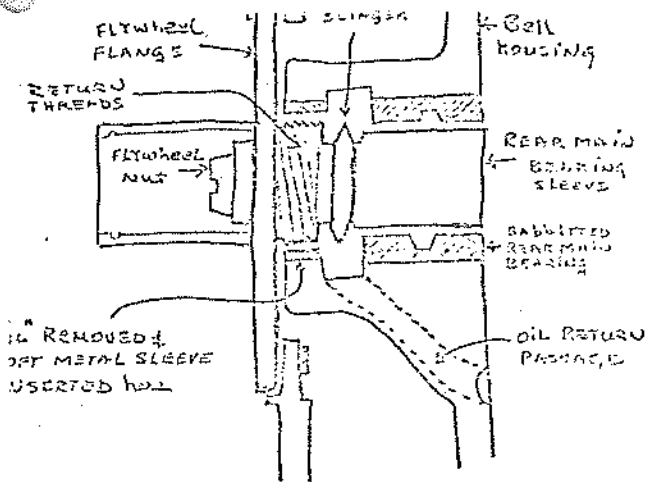 FLYWHEEL
FLANGE
SLINGER
BELL
HOUSING
RETURN
THREADS
FLYWHEEL
NUT
REAR MAIN
BEARING
SLEEVE
BABBITTED
REAR MAIN
BEARING
REMOVED &
METAL SLEEVE
OIL RETURN
PASSAGE